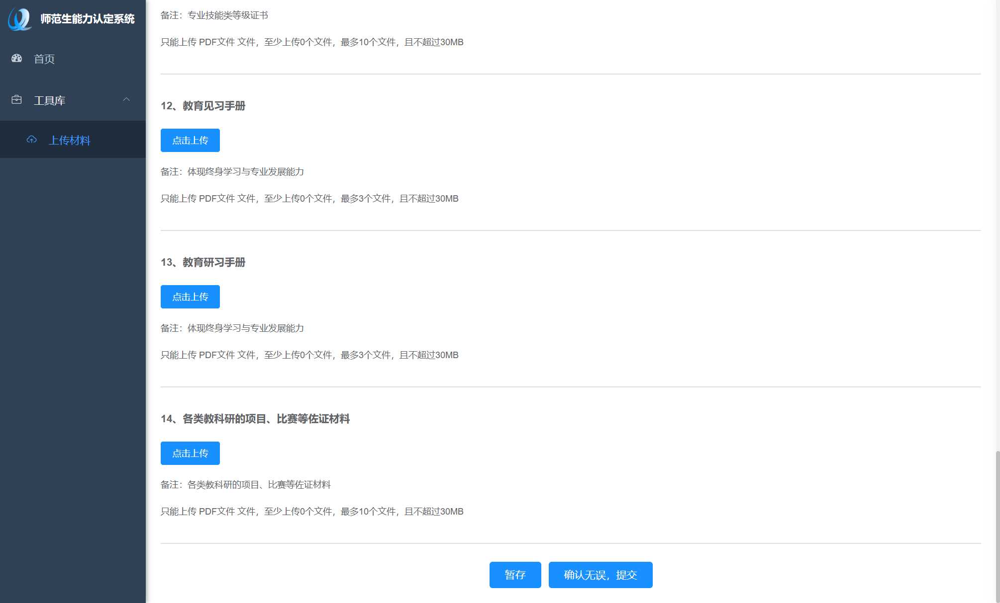 师范生能力认定系统
首页
工具库
上传材料
备注：专业技能类等级证书
只能上传 PDF文件 文件，至少上传0个文件，最多10个文件，且不超过30MB
12、教育见习手册
点击上传
备注：体现终身学习与专业发展能力
只能上传 PDF文件 文件，至少上传0个文件，最多3个文件，且不超过30MB
13、教育研习手册
点击上传
备注：体现终身学习与专业发展能力
只能上传 PDF文件 文件，至少上传0个文件，最多3个文件，且不超过30MB
14、各类教科研的项目、比赛等佐证材料
点击上传
备注：各类教科研的项目、比赛等佐证材料
只能上传 PDF文件 文件，至少上传0个文件，最多10个文件，且不超过30MB
暂存
确认无误，提交